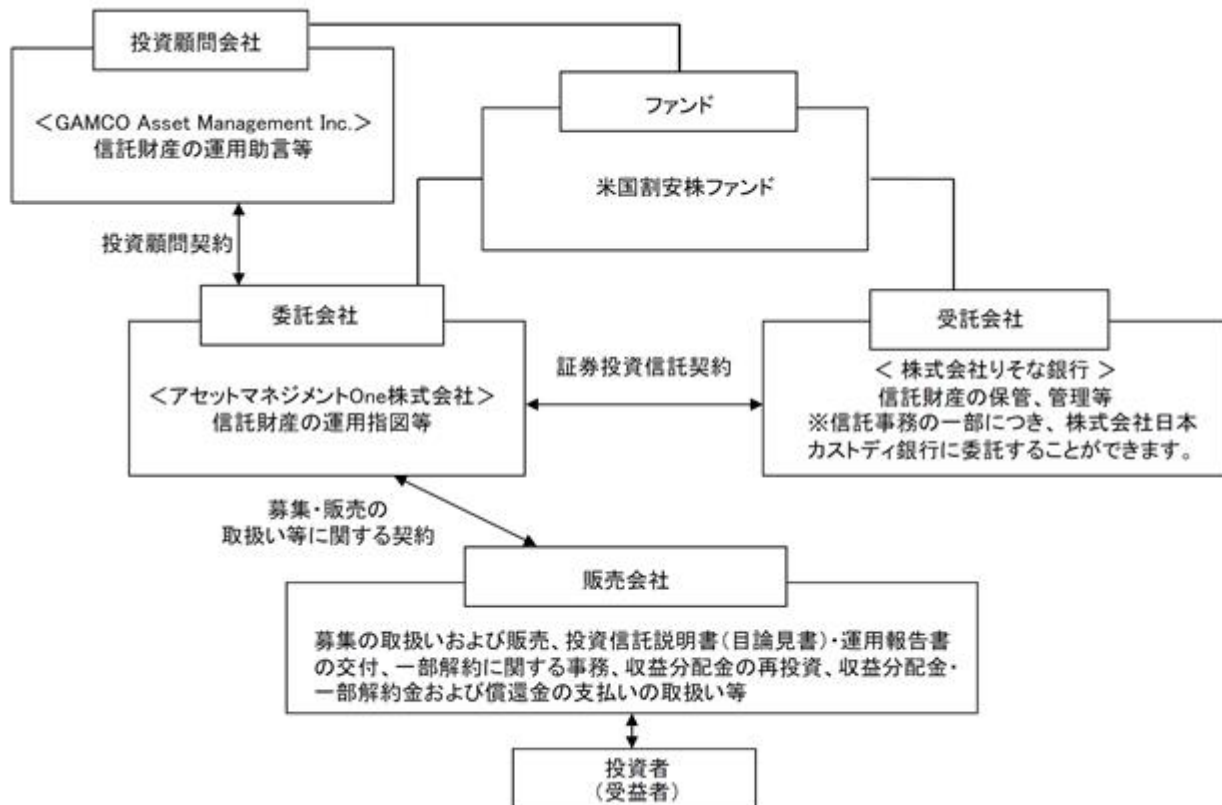 投資顧問会社
<GAMCO Asset Management Inc.>
信託財産の運用助言等
ファンド
米国割安株ファンド
投資顧問契約
委託会社
<アセットマネジメントOne株式会社>
信託財産の運用指図等
証券投資信託契約
受託会社
< 株式会社りそな銀行 >
信託財産の保管、管理等
※信託事務の一部につき、株式会社日本
カストディ銀行に委託することができます。
募集・販売の
取扱い等に関する契約
販売会社
募集の取扱いおよび販売、投資信託説明書(目論見書)・運用報告書
の交付、一部解約に関する事務、収益分配金の再投資、収益分配金・
一部解約金および償還金の支払いの取扱い等
投資者
(受益者)